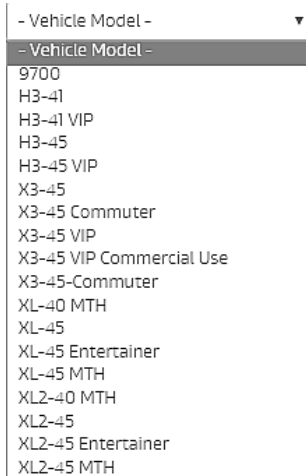 - Vehicle Model -
- Vehicle Model -
9700
H3-41
H3-41 VIP
H3-45
H3-45 VIP
X3-45
X3-45 Commuter
X3-45 VIP
X3-45 VIP Commercial Use
X3-45-Commuter
XL-40 MTH
XL-45
XL-45 Entertainer
XL-45 MTH
XL2-40 MTH
XL2-45
XL2-45 Entertainer
XL2-45 MTH